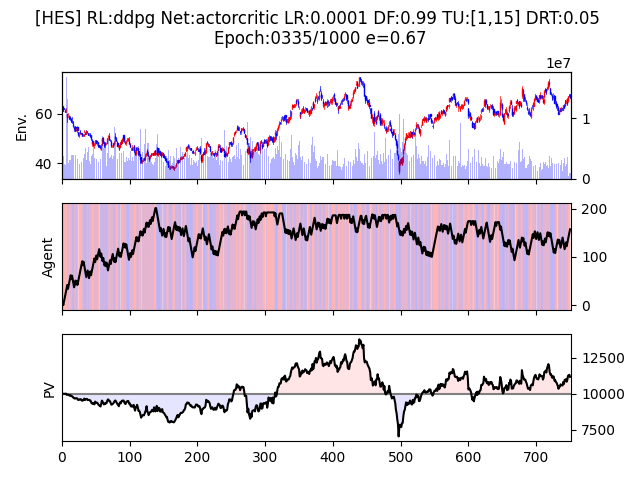 [HES] RL:ddpg Net:actorcritic LR:0.0001 DF:0.99 TU:[1,15] DRT:0.05
Epoch:0335/1000 e=0.67
1e7
Env.
60
40
1
0
Agent
200
100
0
PV
12500
10000
7500
0 100 200 300 400 500 600 700